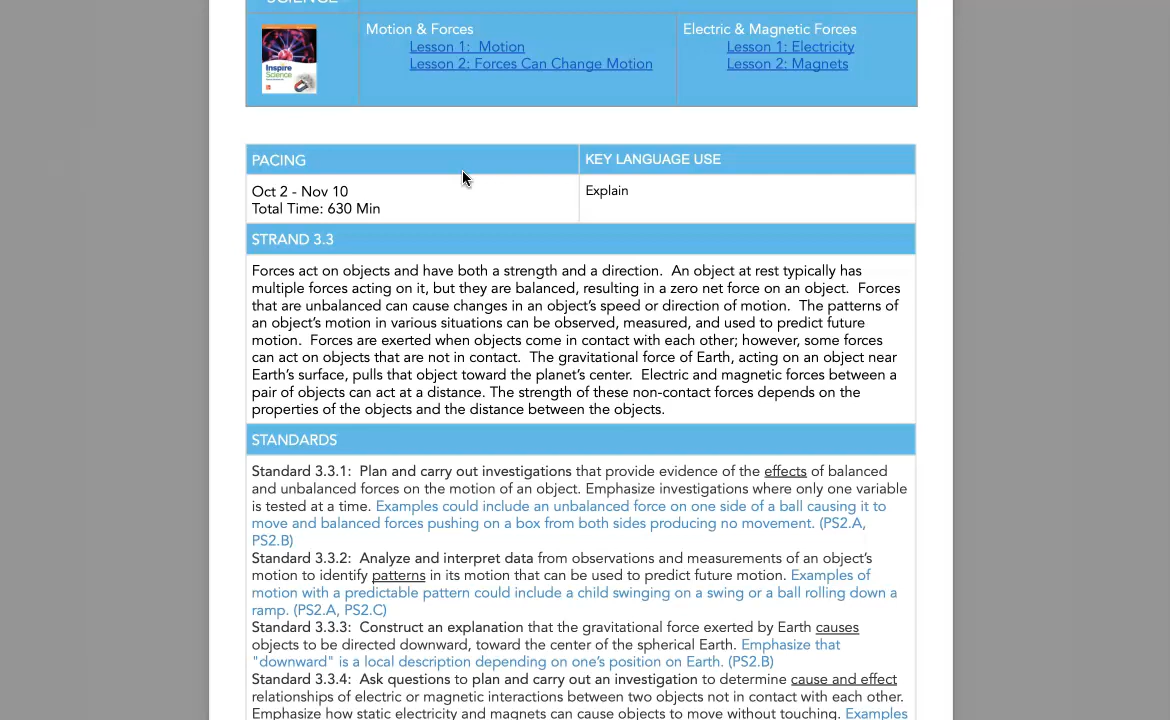 SCIENCE
Inspire
Science
Motion & Forces
Lesson 1:  Motion
Lesson 2: Forces Can Change Motion
Electric & Magnetic Forces
Lesson 1: Electricity
Lesson 2: Magnets
PACING
KEY LANGUAGE USE
Oct 2 - Nov 10
Total Time: 630 Min
Explain
STRAND 3.3
Forces act on objects and have both a strength and a direction.  An object at rest typically has
multiple forces acting on it, but they are balanced, resulting in a zero net force on an object.  Forces
that are unbalanced can cause changes in an object's speed or direction of motion.  The patterns of
an object's motion in various situations can be observed, measured, and used to predict future
motion.  Forces are exerted when objects come in contact with each other; however, some forces
can act on objects that are not in contact.  The gravitational force of Earth, acting on an object near
Earth's surface, pulls that object toward the planet's center.  Electric and magnetic forces between a
pair of objects can act at a distance. The strength of these non-contact forces depends on the
properties of the objects and the distance between the objects.
STANDARDS
Standard 3.3.1:  Plan and carry out investigations that provide evidence of the effects of balanced
and unbalanced forces on the motion of an object. Emphasize investigations where only one variable
is tested at a time. Examples could include an unbalanced force on one side of a ball causing it to
move and balanced forces pushing on a box from both sides producing no movement. (PS2.A,
PS2.B)
Standard 3.3.2:  Analyze and interpret data from observations and measurements of an object's
motion to identify patterns in its motion that can be used to predict future motion. Examples of
motion with a predictable pattern could include a child swinging on a swing or a ball rolling down a
ramp. (PS2.A, PS2.C)
Standard 3.3.3:  Construct an explanation that the gravitational force exerted by Earth causes
objects to be directed downward, toward the center of the spherical Earth. Emphasize that
"downward" is a local description depending on one's position on Earth. (PS2.B)
Standard 3.3.4:  Ask questions to plan and carry out an investigation to determine cause and effect
relationships of electric or magnetic interactions between two objects not in contact with each other.
Emphasize how static electricity and magnets can cause objects to move without touching. Examples